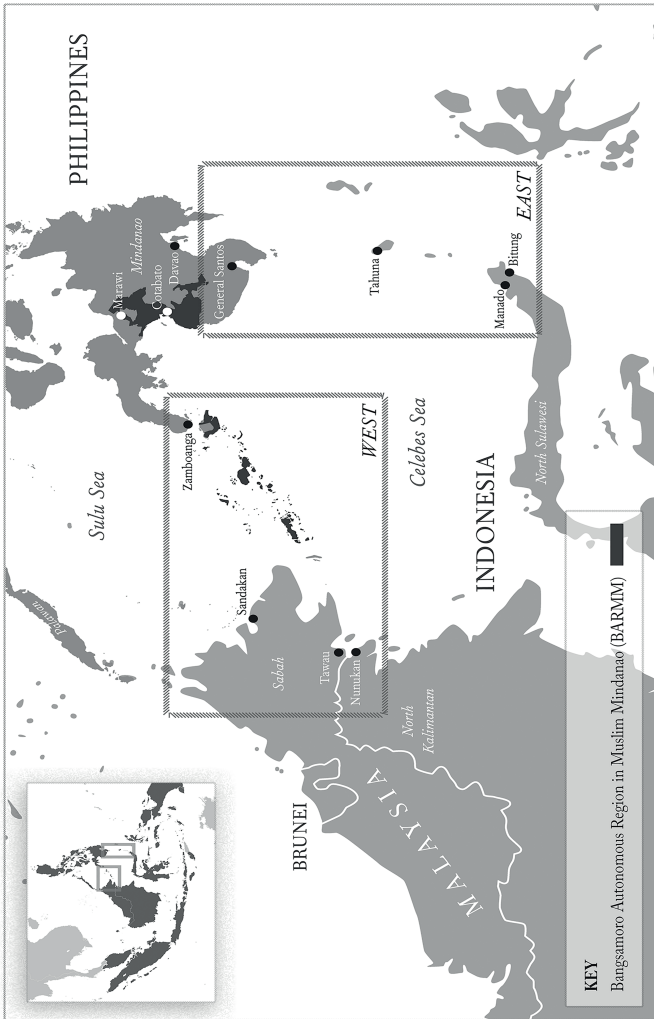 PHILIPPINES
Mindanao
Marawi
Cotabato
Davao
General Santos
EAST
Tahuna
Manado
Bitung
Sulu Sea
Palawan
Zamboanga
WEST
Celebes Sea
INDONESIA
North Sulawesi
Sandakan
Sabah
Tawau
Nunukan
North
Kalimantan
BRUNEI
MALAYSIA
KEY
Bangsamoro Autonomous Region in Muslim Mindanao (BARMM)